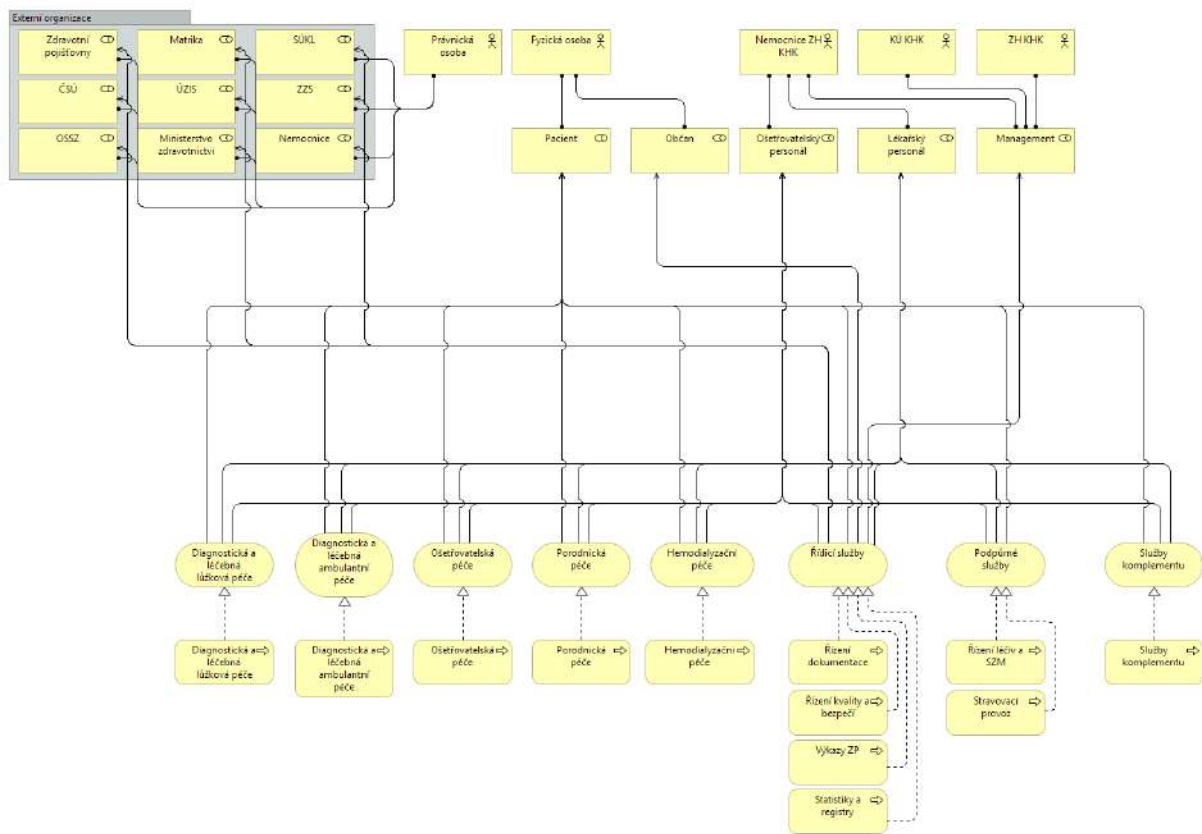 Externí organizace
Zdravotní
pojišťovny
Matrika
SÚKL
Právnická
osoba
Fyzická osoba
Nemocnice ZH
KHK
KÚ KHK
ZH KHK
ČSÚ
ÚZIS
ZZS
OSSZ
Ministerstvo
zdravotnictví
Nemocnice
Pacient
Občan
Ošetřovatelský
personál
Lékařský
personál
Management
Diagnostická a
léčebná
lůžková péče
Diagnostická a
léčebná
ambulantní
péče
Ošetřovatelská
péče
Porodnická
péče
Hemodialyzační
péče
Řídicí služby
Podpůrné
služby
Služby
komplementu
Diagnostická a
léčebná
lůžková péče
Diagnostická a
léčebná
ambulantní
péče
Ošetřovatelská
péče
Porodnická
péče
Hemodialyzační
péče
Řízení
dokumentace
Řízení léčiv a
SZM
Služby
komplementu
Řízení kvality a
bezpečí
Stravovací
provoz
Výkazy ZP
Statistiky a
registry